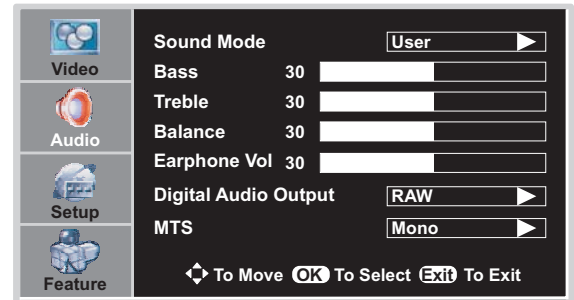 Video
Audio
Setup
Feature
Sound Mode User
Bass 30
Treble 30
Balance 30
Earphone Vol 30
Digital Audio Output RAW
MTS Mono
To Move OK To Select Exit To Exit